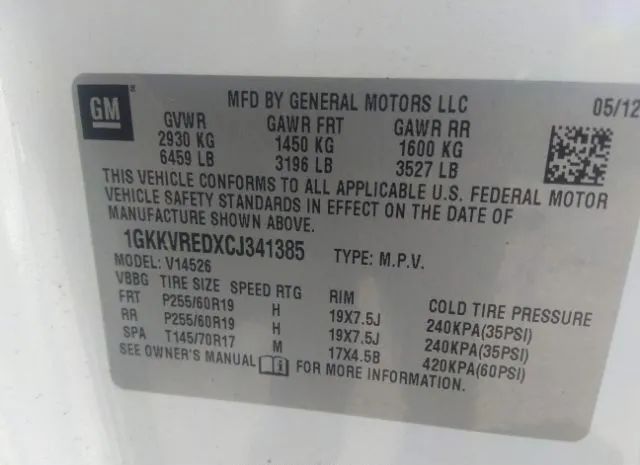 GM
MFD BY GENERAL MOTORS LLC 05/12
GVWR GAWR FRT GAWR RR
2930 KG 1450 KG 1600 KG
6459 LB 3196 LB 3527 LB
THIS VEHICLE CONFORMS TO ALL APPLICABLE U.S. FEDERAL MOTOR
VEHICLE SAFETY STANDARDS IN EFFECT ON THE DATE OF
MANUFACTURE SHOWN ABOVE.
1GKKVREDXCJ341385 TYPE: M.P.V.
MODEL: V14526
VBBG TIRE SIZE SPEED RTG RIM COLD TIRE PRESSURE
FRT P255/60R19 H 19X7.5J 240KPA(35PSI)
RR P255/60R19 H 19X7.5J 240KPA(35PSI)
SPA T145/70R17 M 17X4.5B 420KPA(60PSI)
SEE OWNER'S MANUAL FOR MORE INFORMATION.